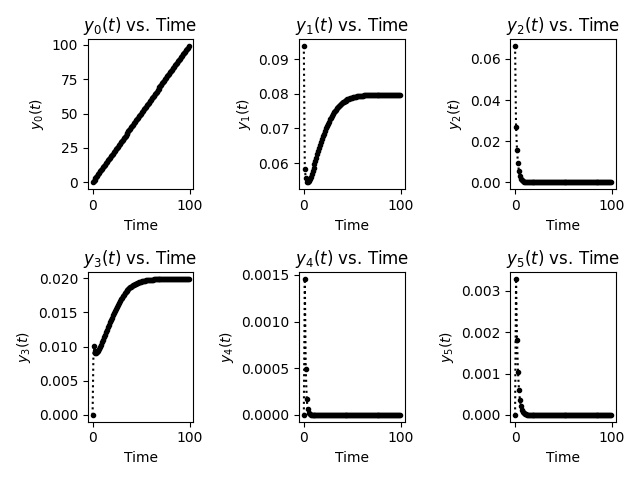 y₀(t) vs. Time
y₁(t) vs. Time
y₂(t) vs. Time
100
75
50
25
0
y₀(t)
0
100
Time
0.09
0.08
0.07
0.06
y₁(t)
0
100
Time
0.06
0.04
0.02
0.00
y₂(t)
0
100
Time
y₃(t) vs. Time
y₄(t) vs. Time
y₅(t) vs. Time
0.020
0.015
0.010
0.005
0.000
y₃(t)
0
100
Time
0.0015
0.0010
0.0005
0.0000
y₄(t)
0
100
Time
0.003
0.002
0.001
0.000
y₅(t)
0
100
Time